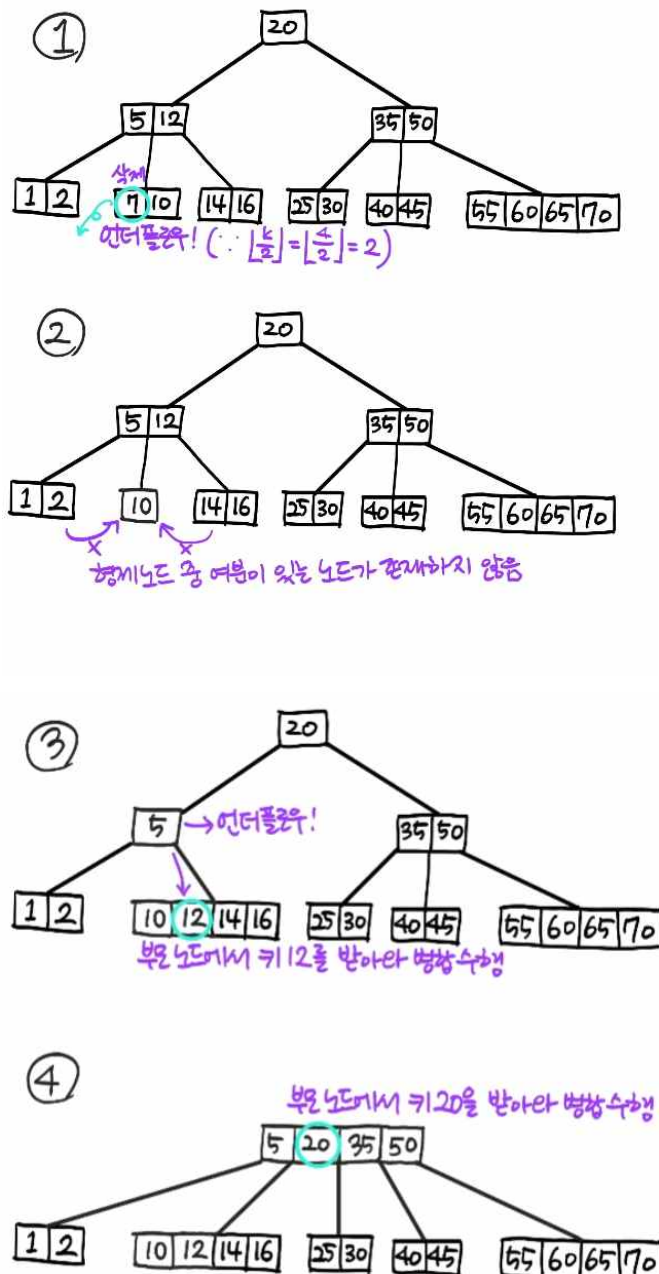 ①
20
5 12
35 50
삭제
1 2
7 10
14 16
25 30
40 45
55 60 65 70
언더플로우! (∵ ⌊k/2⌋=⌊4/2⌋=2)
②
20
5 12
35 50
1 2
10
14 16
25 30
40 45
55 60 65 70
x x
형제노드 중 여분이 있는 노드가 존재하지 않음
③
20
5 →언더플로우!
35 50
1 2
10 12 14 16
25 30
40 45
55 60 65 70
부모노드에서 키12를 받아와 병합수행
④
부모노드에서 키20을 받아와 병합수행
5 20 35 50
1 2
10 12 14 16
25 30
40 45
55 60 65 70